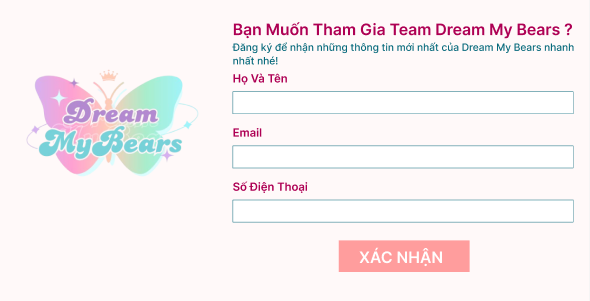 Dream
My Bears
Bạn Muốn Tham Gia Team Dream My Bears ?
Đăng ký để nhận những thông tin mới nhất của Dream My Bears nhanh
nhất nhé!
Họ Và Tên
Email
Số Điện Thoại
XÁC NHẬN